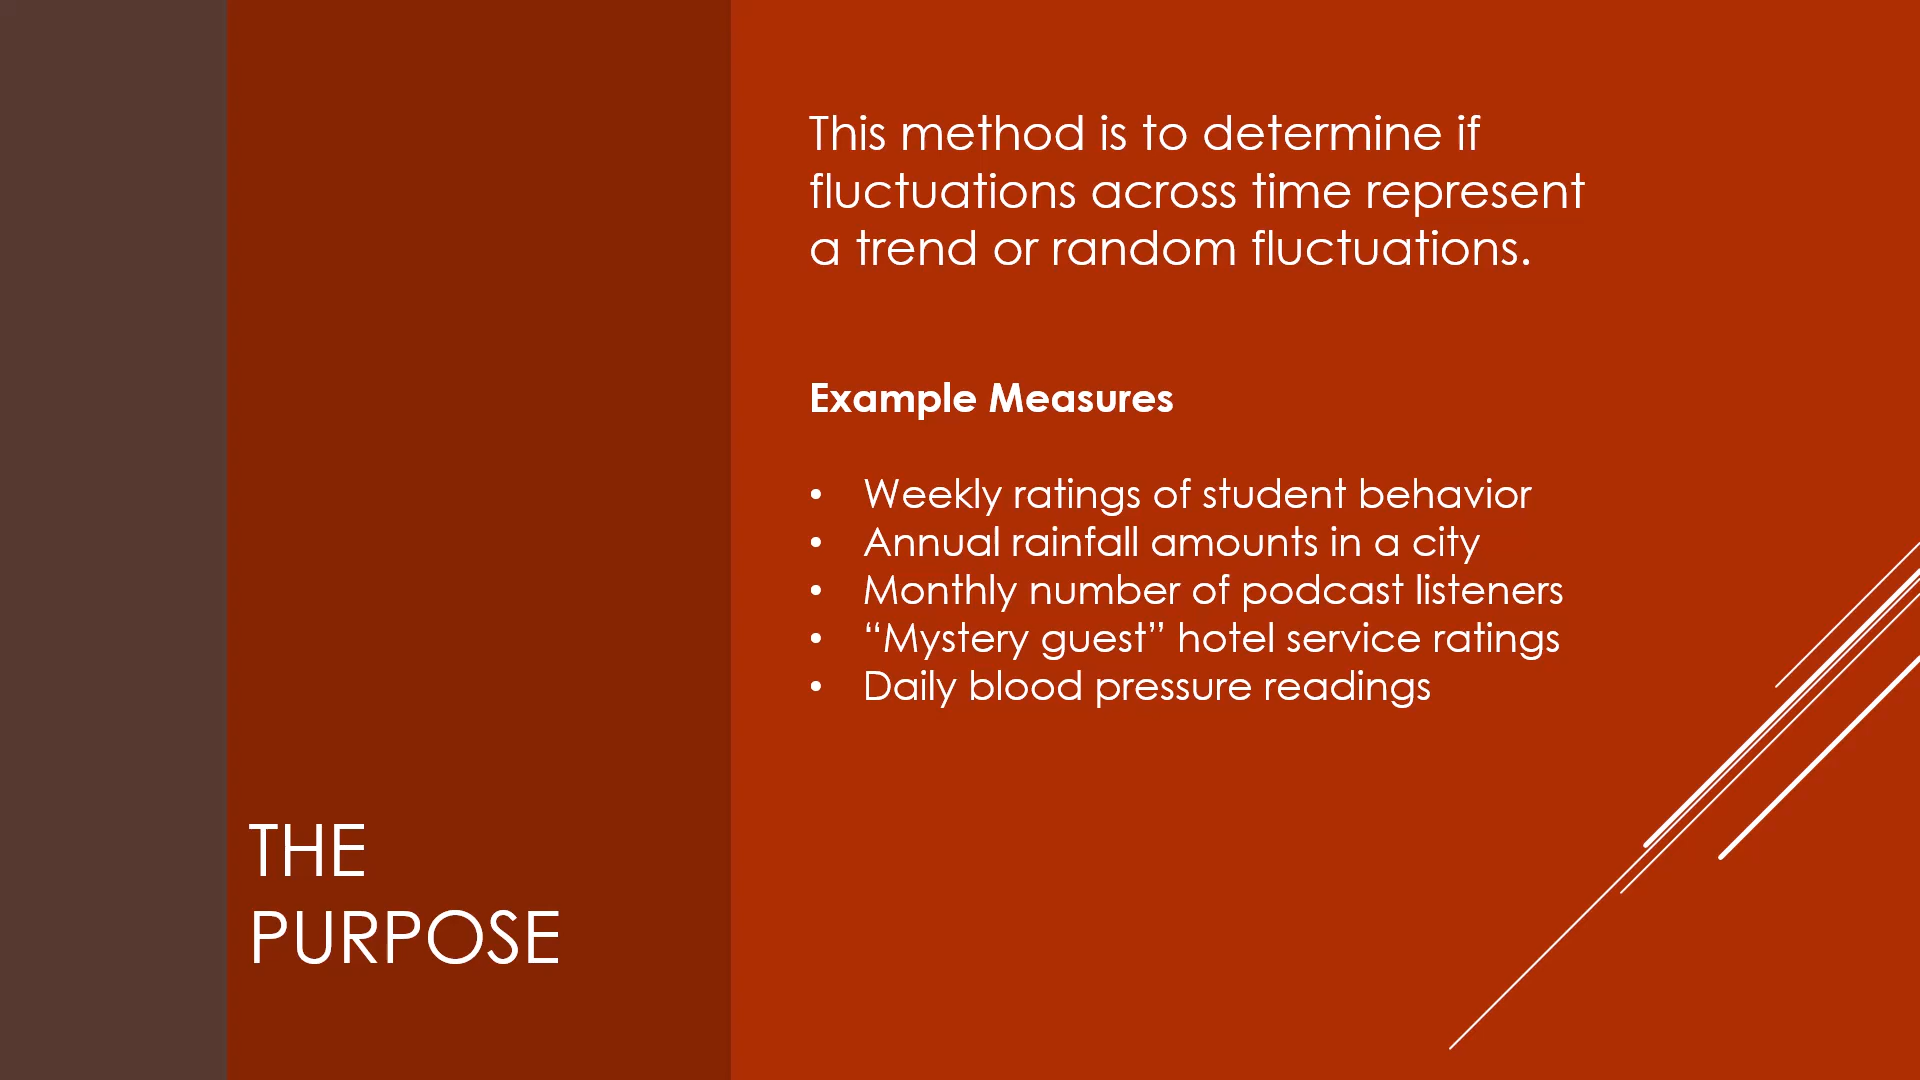 This method is to determine if
fluctuations across time represent
a trend or random fluctuations.
Example Measures
• Weekly ratings of student behavior
• Annual rainfall amounts in a city
• Monthly number of podcast listeners
• “Mystery guest” hotel service ratings
• Daily blood pressure readings
THE
PURPOSE